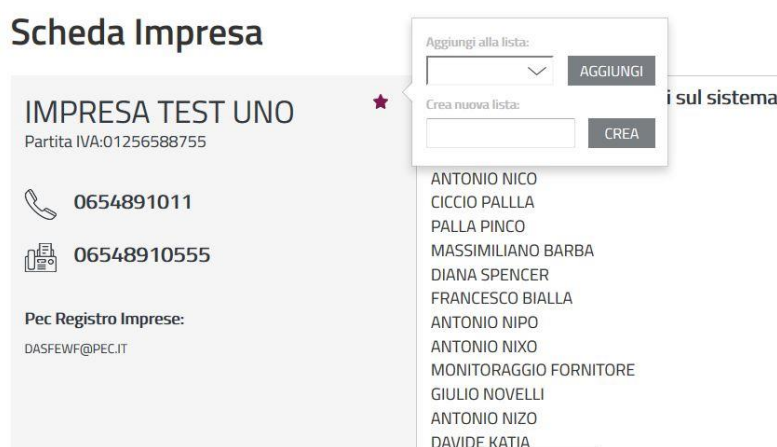 Scheda Impresa
IMPRESA TEST UNO
Partita IVA:01256588755
0654891011
06548910555
Pec Registro Imprese:
DASFEWF@PEC.IT
Aggiungi alla lista:
AGGIUNGI
Crea nuova lista:
CREA
i sul sistema
ANTONIO NICO
CICCIO PALLLA
PALLA PINCO
MASSIMILIANO BARBA
DIANA SPENCER
FRANCESCO BIALLA
ANTONIO NIPO
ANTONIO NIXO
MONITORAGGIO FORNITORE
GIULIO NOVELLI
ANTONIO NIZO
DAVIDE KATIA